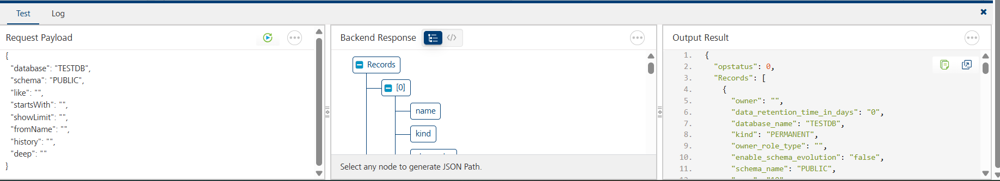 Test Log
Request Payload
{
"database": "TESTDB",
"schema": "PUBLIC",
"like": "",
"startsWith": "",
"showLimit": "",
"fromName": "",
"history": "",
"deep": ""
}
Backend Response </>
Records
[0]
name
kind
Select any node to generate JSON Path.
Output Result
1. {
2. "opstatus": 0,
3. "Records": [
4. {
5. "owner": "",
6. "data_retention_time_in_days": "0",
7. "database_name": "TESTDB",
8. "kind": "PERMANENT",
9. "owner_role_type": "",
10. "enable_schema_evolution": "false",
11. "schema_name": "PUBLIC",